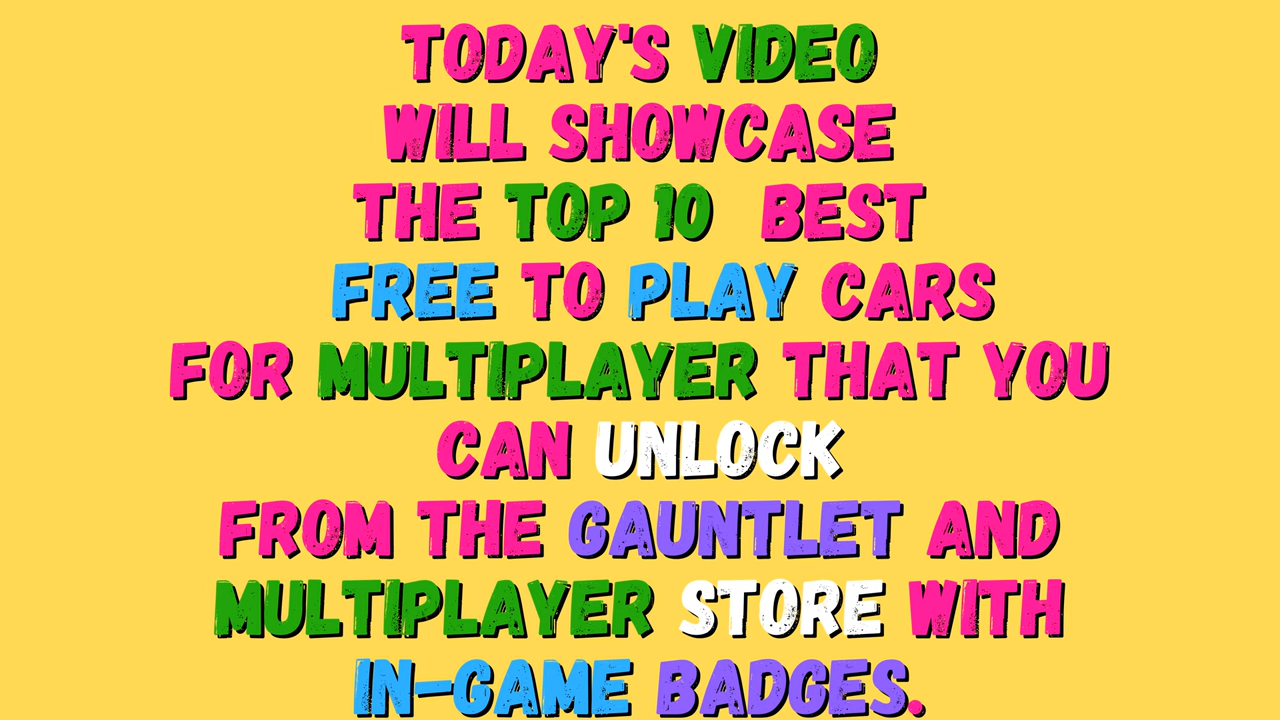 TODAY'S VIDEO
WILL SHOWCASE
THE TOP 10 BEST
FREE TO PLAY CARS
FOR MULTIPLAYER THAT YOU
CAN UNLOCK
FROM THE GAUNTLET AND
MULTIPLAYER STORE WITH
IN-GAME BADGES.